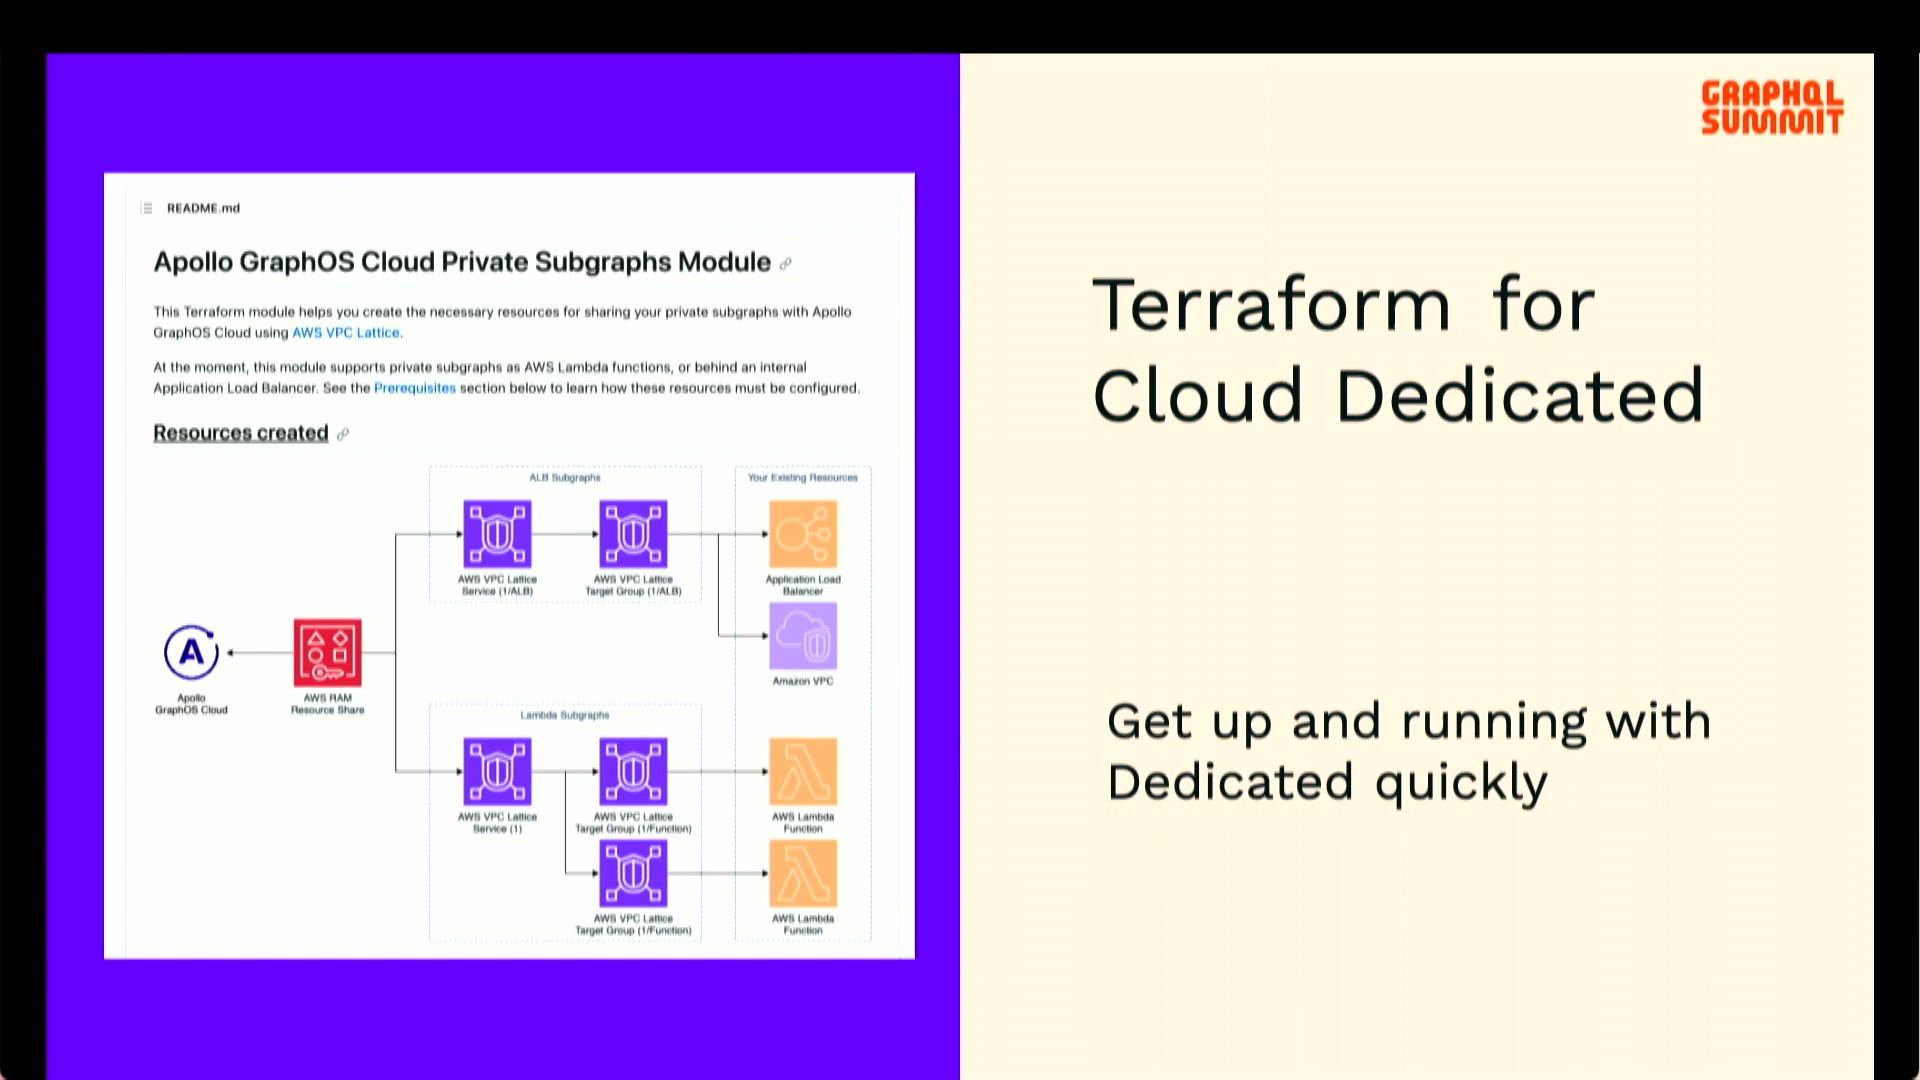 README.md
Apollo GraphOS Cloud Private Subgraphs Module
This Terraform module helps you create the necessary resources for sharing your private subgraphs with Apollo
GraphOS Cloud using AWS VPC Lattice.
At the moment, this module supports private subgraphs as AWS Lambda functions, or behind an internal
Application Load Balancer. See the Prerequisites section below to learn how these resources must be configured.
Resources created
ALB Subgraphs
Your Existing Resources
AWS VPC Lattice
Service (1/ALB)
AWS VPC Lattice
Target Group (1/ALB)
Application Load
Balancer
Amazon VPC
A
Apollo
GraphOS Cloud
AWS RAM
Resource Share
Lambda Subgraphs
AWS VPC Lattice
Service (1)
AWS VPC Lattice
Target Group (1/Function)
AWS Lambda
Function
AWS VPC Lattice
Target Group (1/Function)
AWS Lambda
Function
GRAPHQL
SUMMIT
Terraform for
Cloud Dedicated
Get up and running with
Dedicated quickly